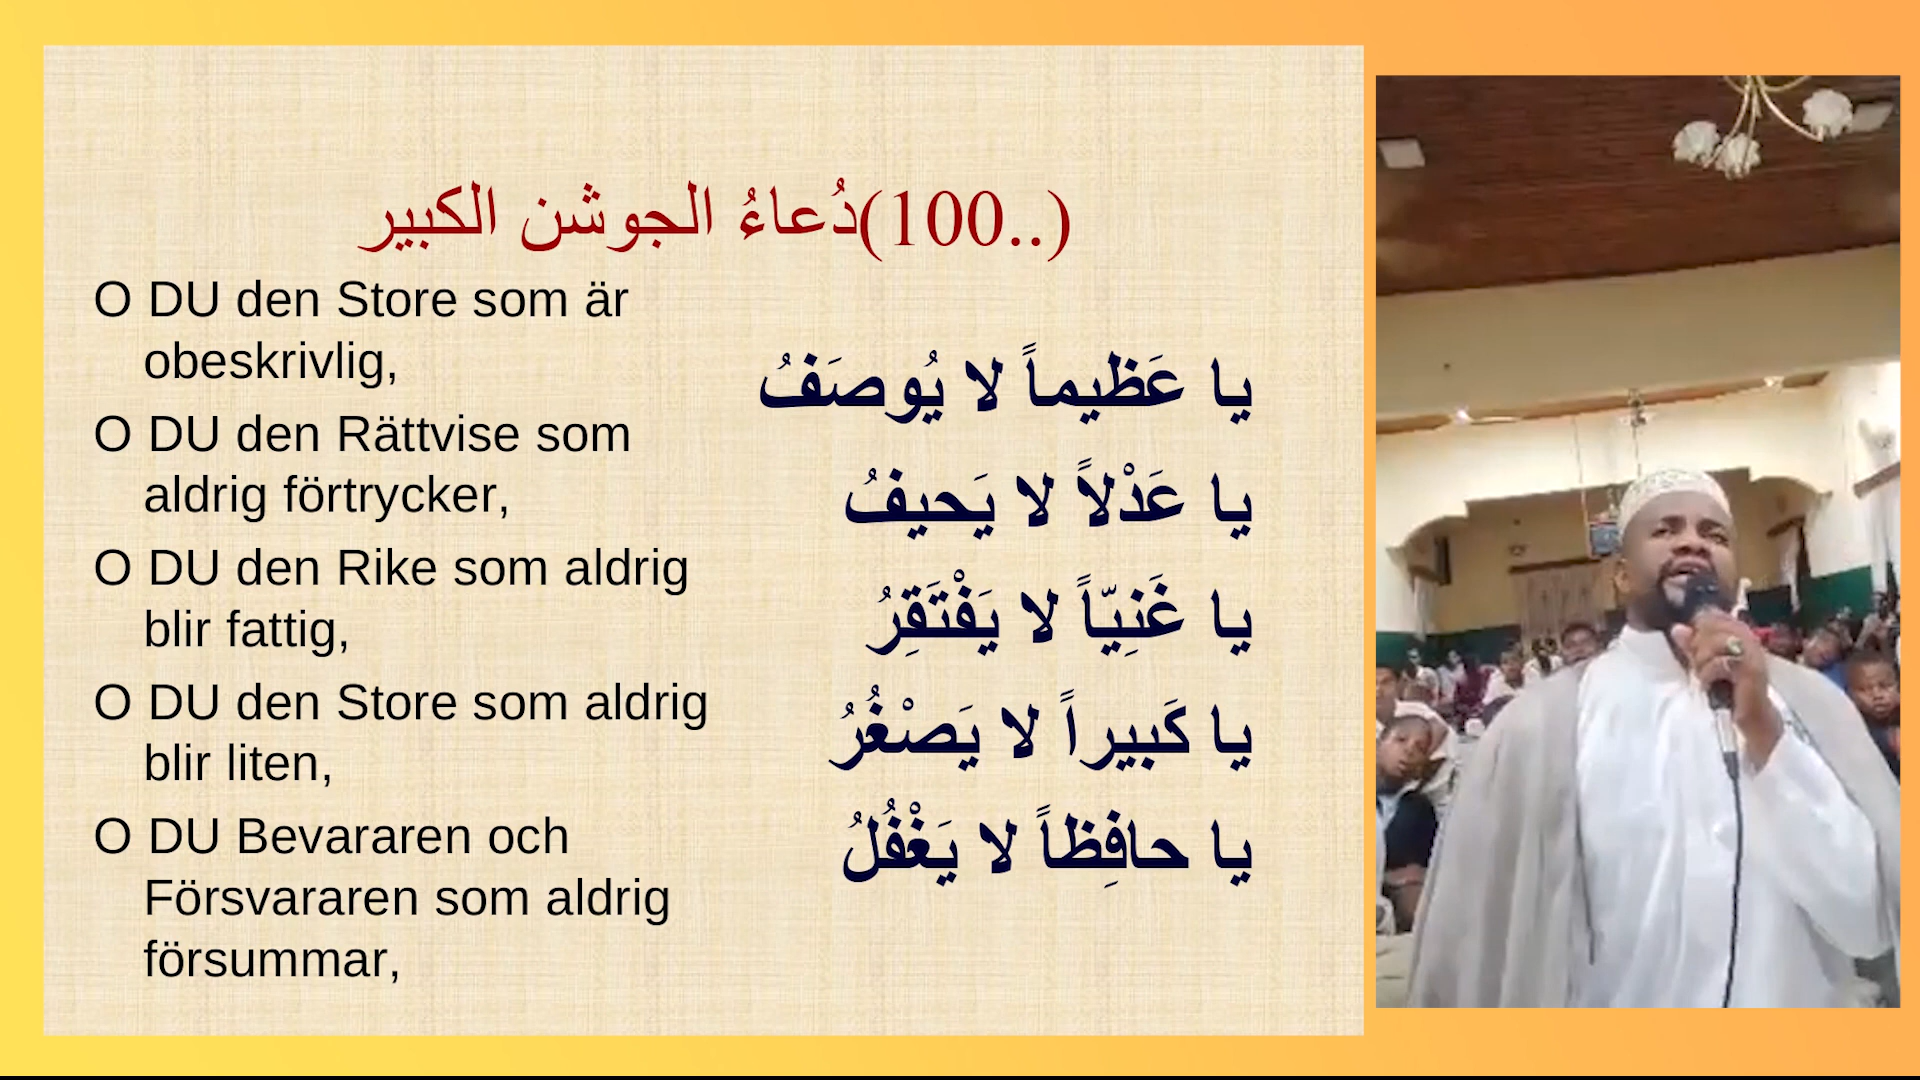 (..100)دُعاءُ الجوشن الكبير
O DU den Store som är
obeskrivlig,
O DU den Rättvise som
aldrig förtrycker,
O DU den Rike som aldrig
blir fattig,
O DU den Store som aldrig
blir liten,
O DU Bevararen och
Försvararen som aldrig
försummar,
يا عَظيماً لا يُوصَفُ
يا عَدْلاً لا يَحيفُ
يا غَنِيّاً لا يَفْتَقِرُ
يا كَبيراً لا يَصْغُرُ
يا حافِظاً لا يَغْفُلُ